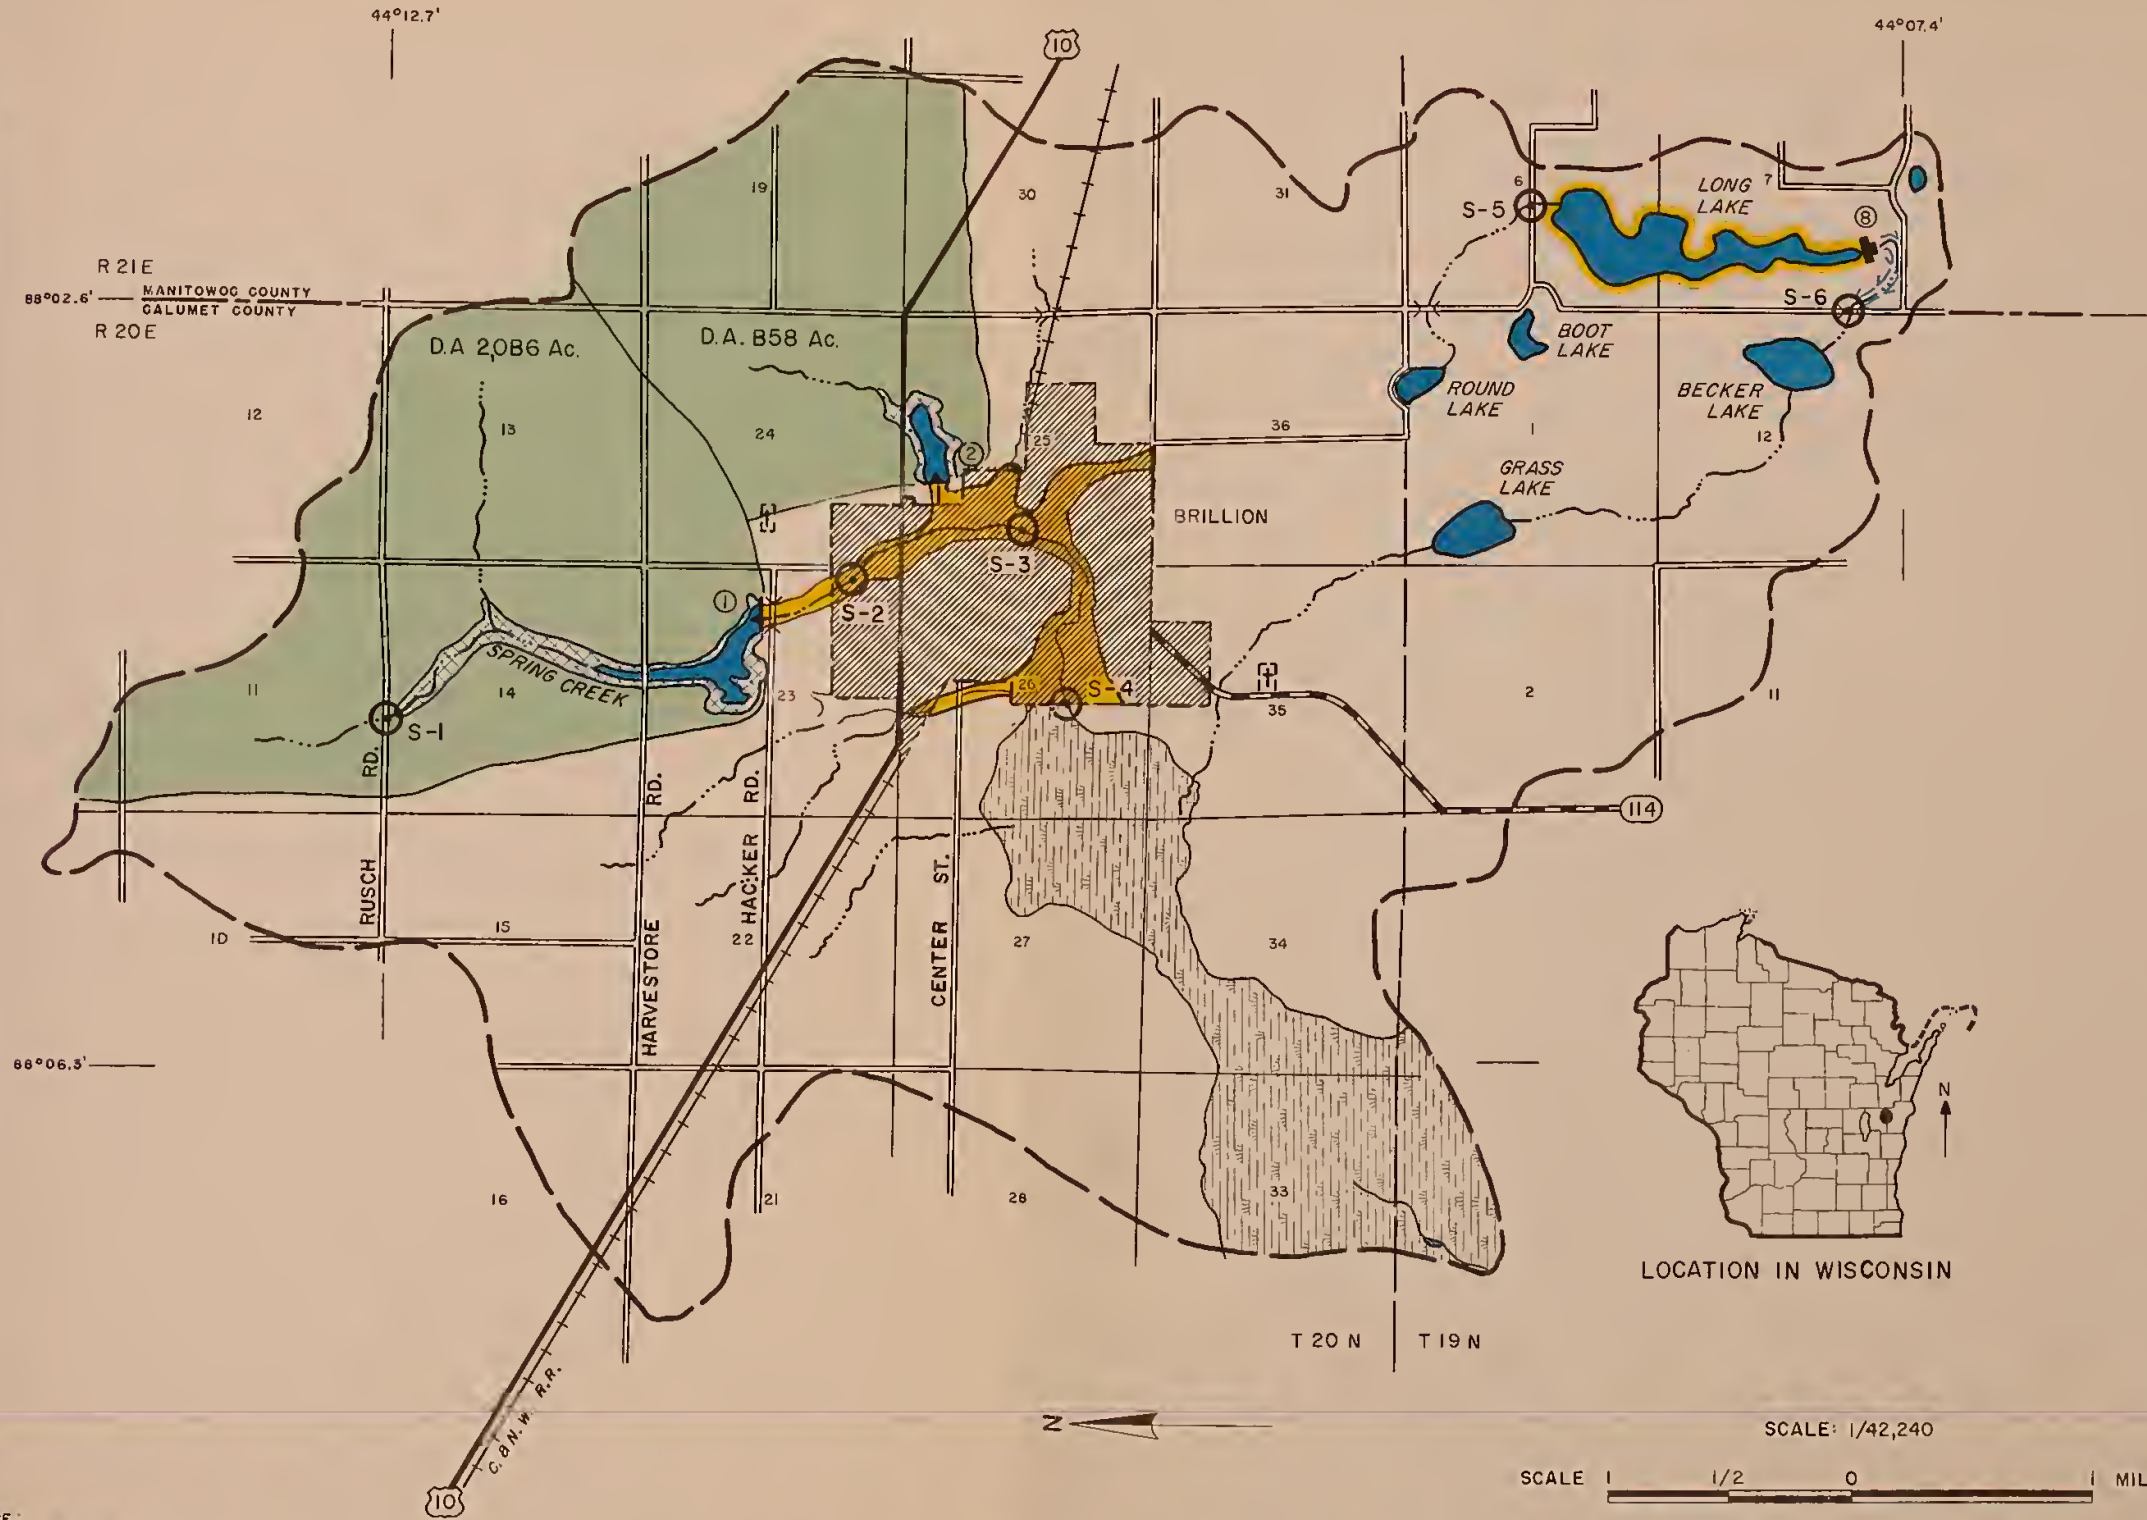 44°12.7'
44°07.4'
10
19
30
31
6
7
LONG
LAKE
8
S-5
S-6
R 21E
88°02.6'
MANITOWOC COUNTY
CALUMET COUNTY
R 20E
D.A 2,086 Ac.
D.A. 858 Ac.
BOOT
LAKE
ROUND
LAKE
BECKER
LAKE
12
13
24
2
25
36
1
12
GRASS
LAKE
BRILLION
S-3
1
S-2
SPRING CREEK
11
14
23
26
S-4
35
2
11
S-1
RUSCH RD.
HARVESTORE RD.
HACKER RD.
CENTER ST.
114
10
15
22
27
34
88°06.3'
16
21
28
33
N
LOCATION IN WISCONSIN
T 20 N
T 19 N
C. & N. W. R.R.
N
SCALE: 1/42,240
SCALE 1 1/2 0 1 MIL
10